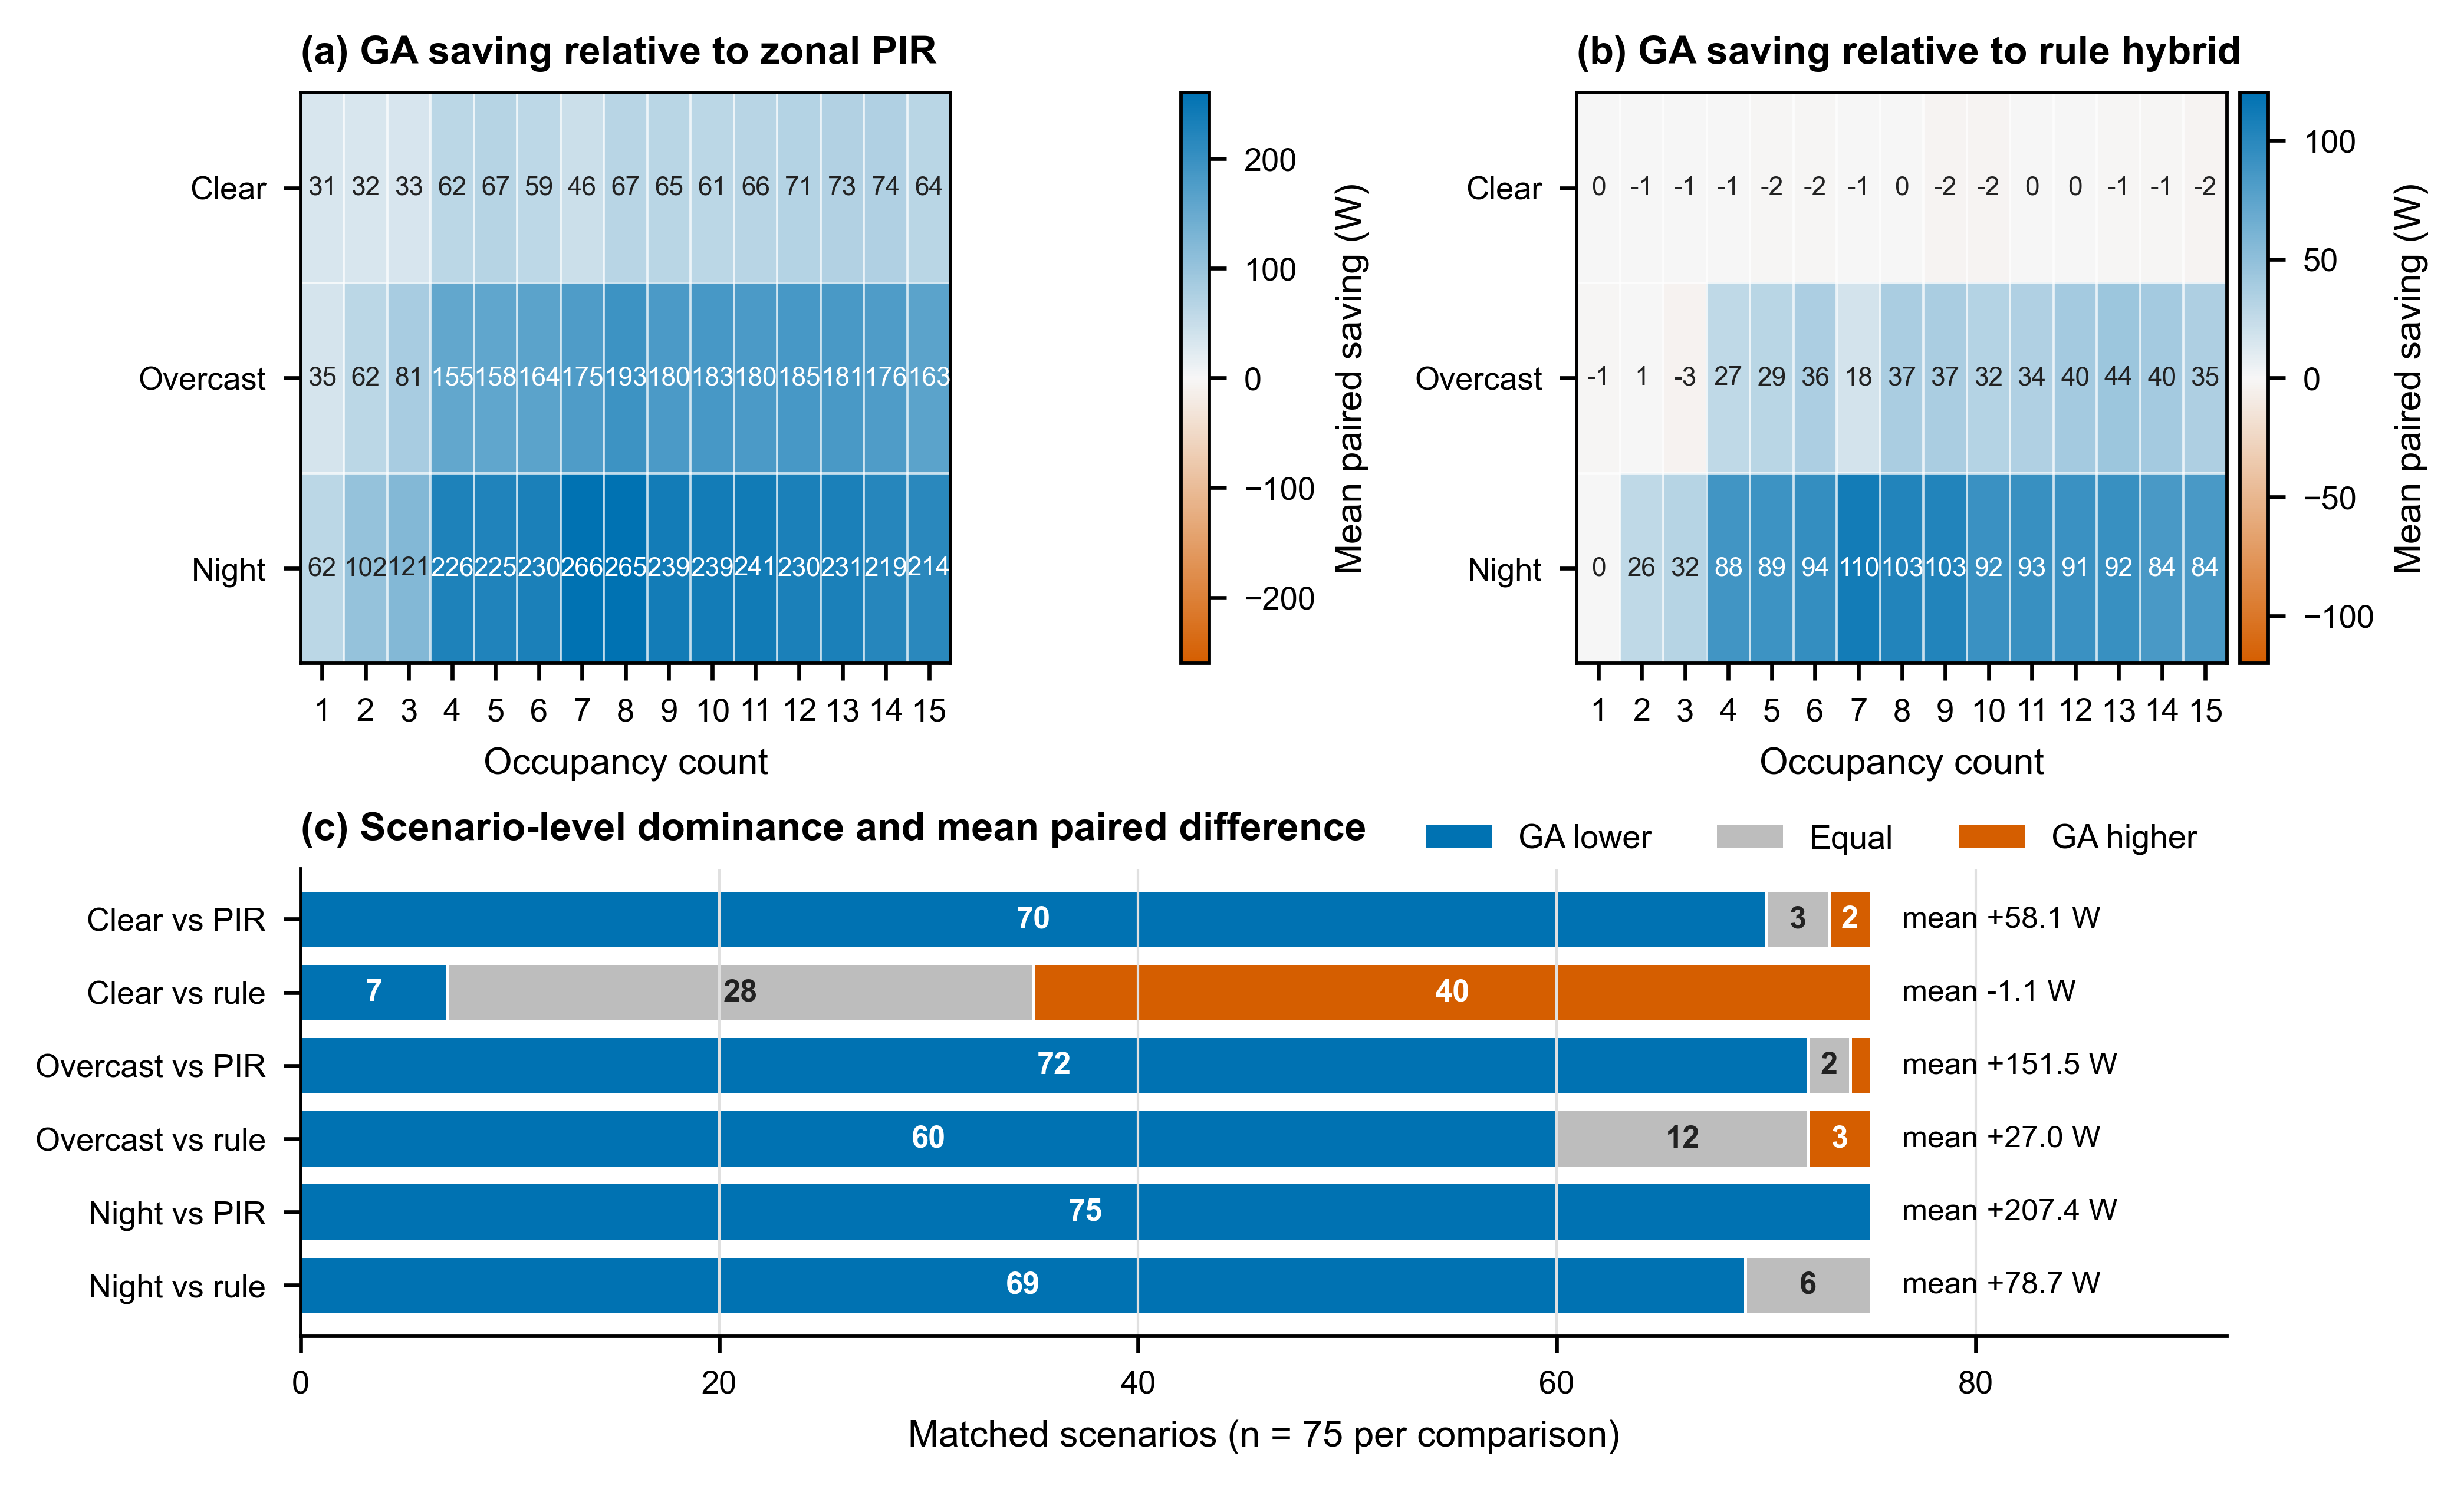 (a) GA saving relative to zonal PIR
Clear 31 32 33 62 67 59 46 67 65 61 66 71 73 74 64
Overcast 35 62 81 155 158 164 175 193 180 183 180 185 181 176 163
Night 62 102 121 226 225 230 266 265 239 239 241 230 231 219 214
1 2 3 4 5 6 7 8 9 10 11 12 13 14 15
Occupancy count
200
100
0
−100
−200
Mean paired saving (W)
(b) GA saving relative to rule hybrid
Clear 0 -1 -1 -1 -2 -2 -1 0 -2 -2 0 0 -1 -1 -2
Overcast -1 1 -3 27 29 36 18 37 37 32 34 40 44 40 35
Night 0 26 32 88 89 94 110 103 103 92 93 91 92 84 84
1 2 3 4 5 6 7 8 9 10 11 12 13 14 15
Occupancy count
100
50
0
−50
−100
Mean paired saving (W)
(c) Scenario-level dominance and mean paired difference
GA lower Equal GA higher
Clear vs PIR 70 3 2 mean +58.1 W
Clear vs rule 7 28 40 mean -1.1 W
Overcast vs PIR 72 2 mean +151.5 W
Overcast vs rule 60 12 3 mean +27.0 W
Night vs PIR 75 mean +207.4 W
Night vs rule 69 6 mean +78.7 W
0 20 40 60 80
Matched scenarios (n = 75 per comparison)